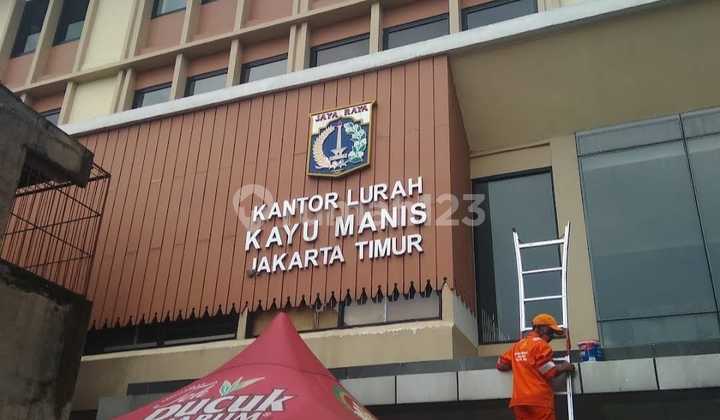 JAYA RAYA
KANTOR LURAH
KAYU MANIS
JAKARTA TIMUR
Pucuk